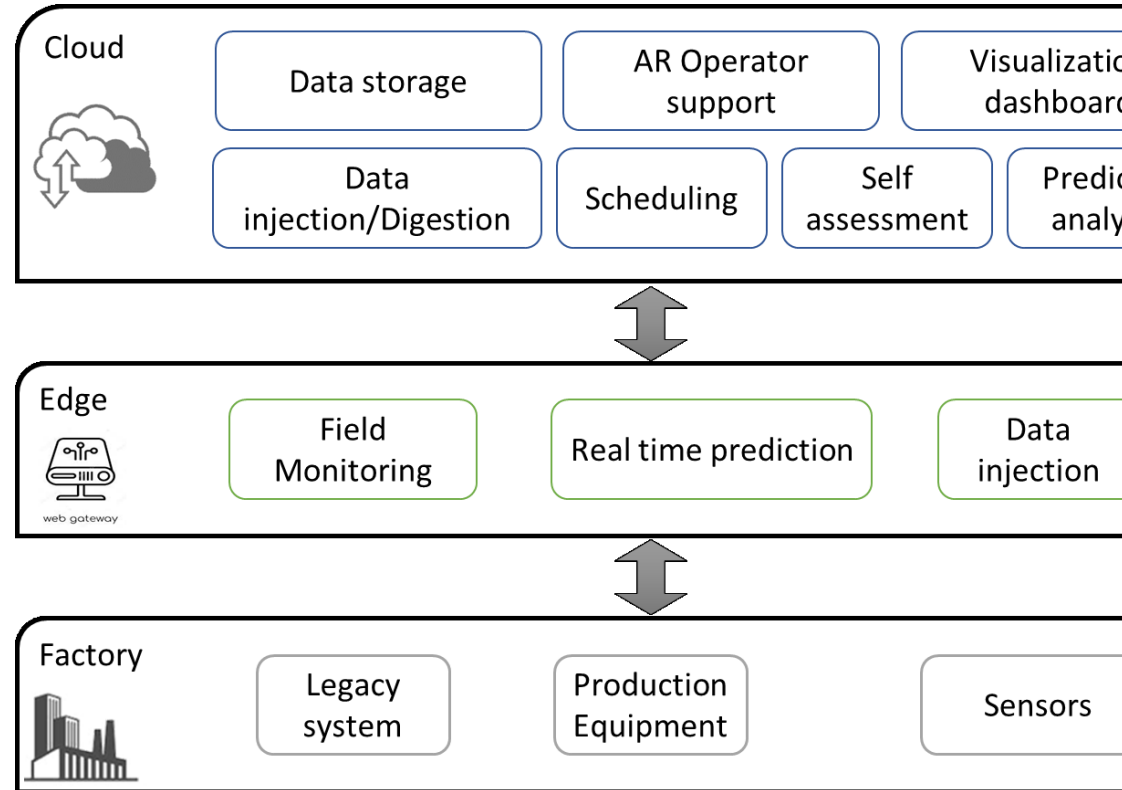 Cloud
Data storage
AR Operator
support
Data
injection/Digestion
Scheduling
Self
assessment
Edge
web gateway
Field
Monitoring
Real time prediction
Data
injection
Factory
Legacy
system
Production
Equipment
Sensors